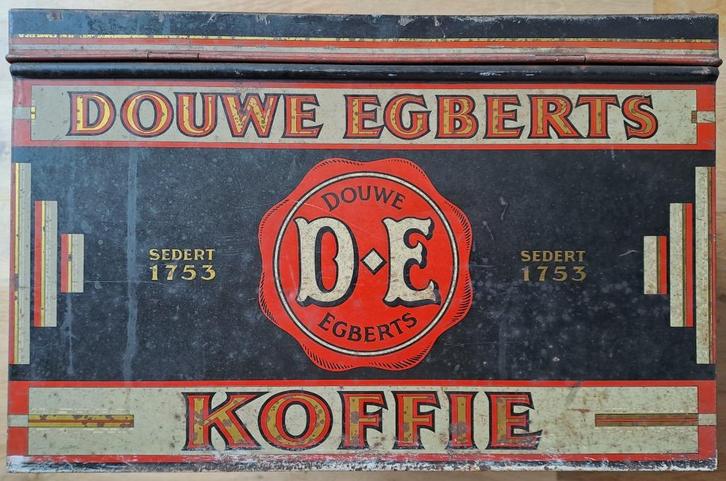 DOUWE EGBERTS
SEDERT
1753
DOUWE
D·E
EGBERTS
SEDERT
1753
KOFFIE